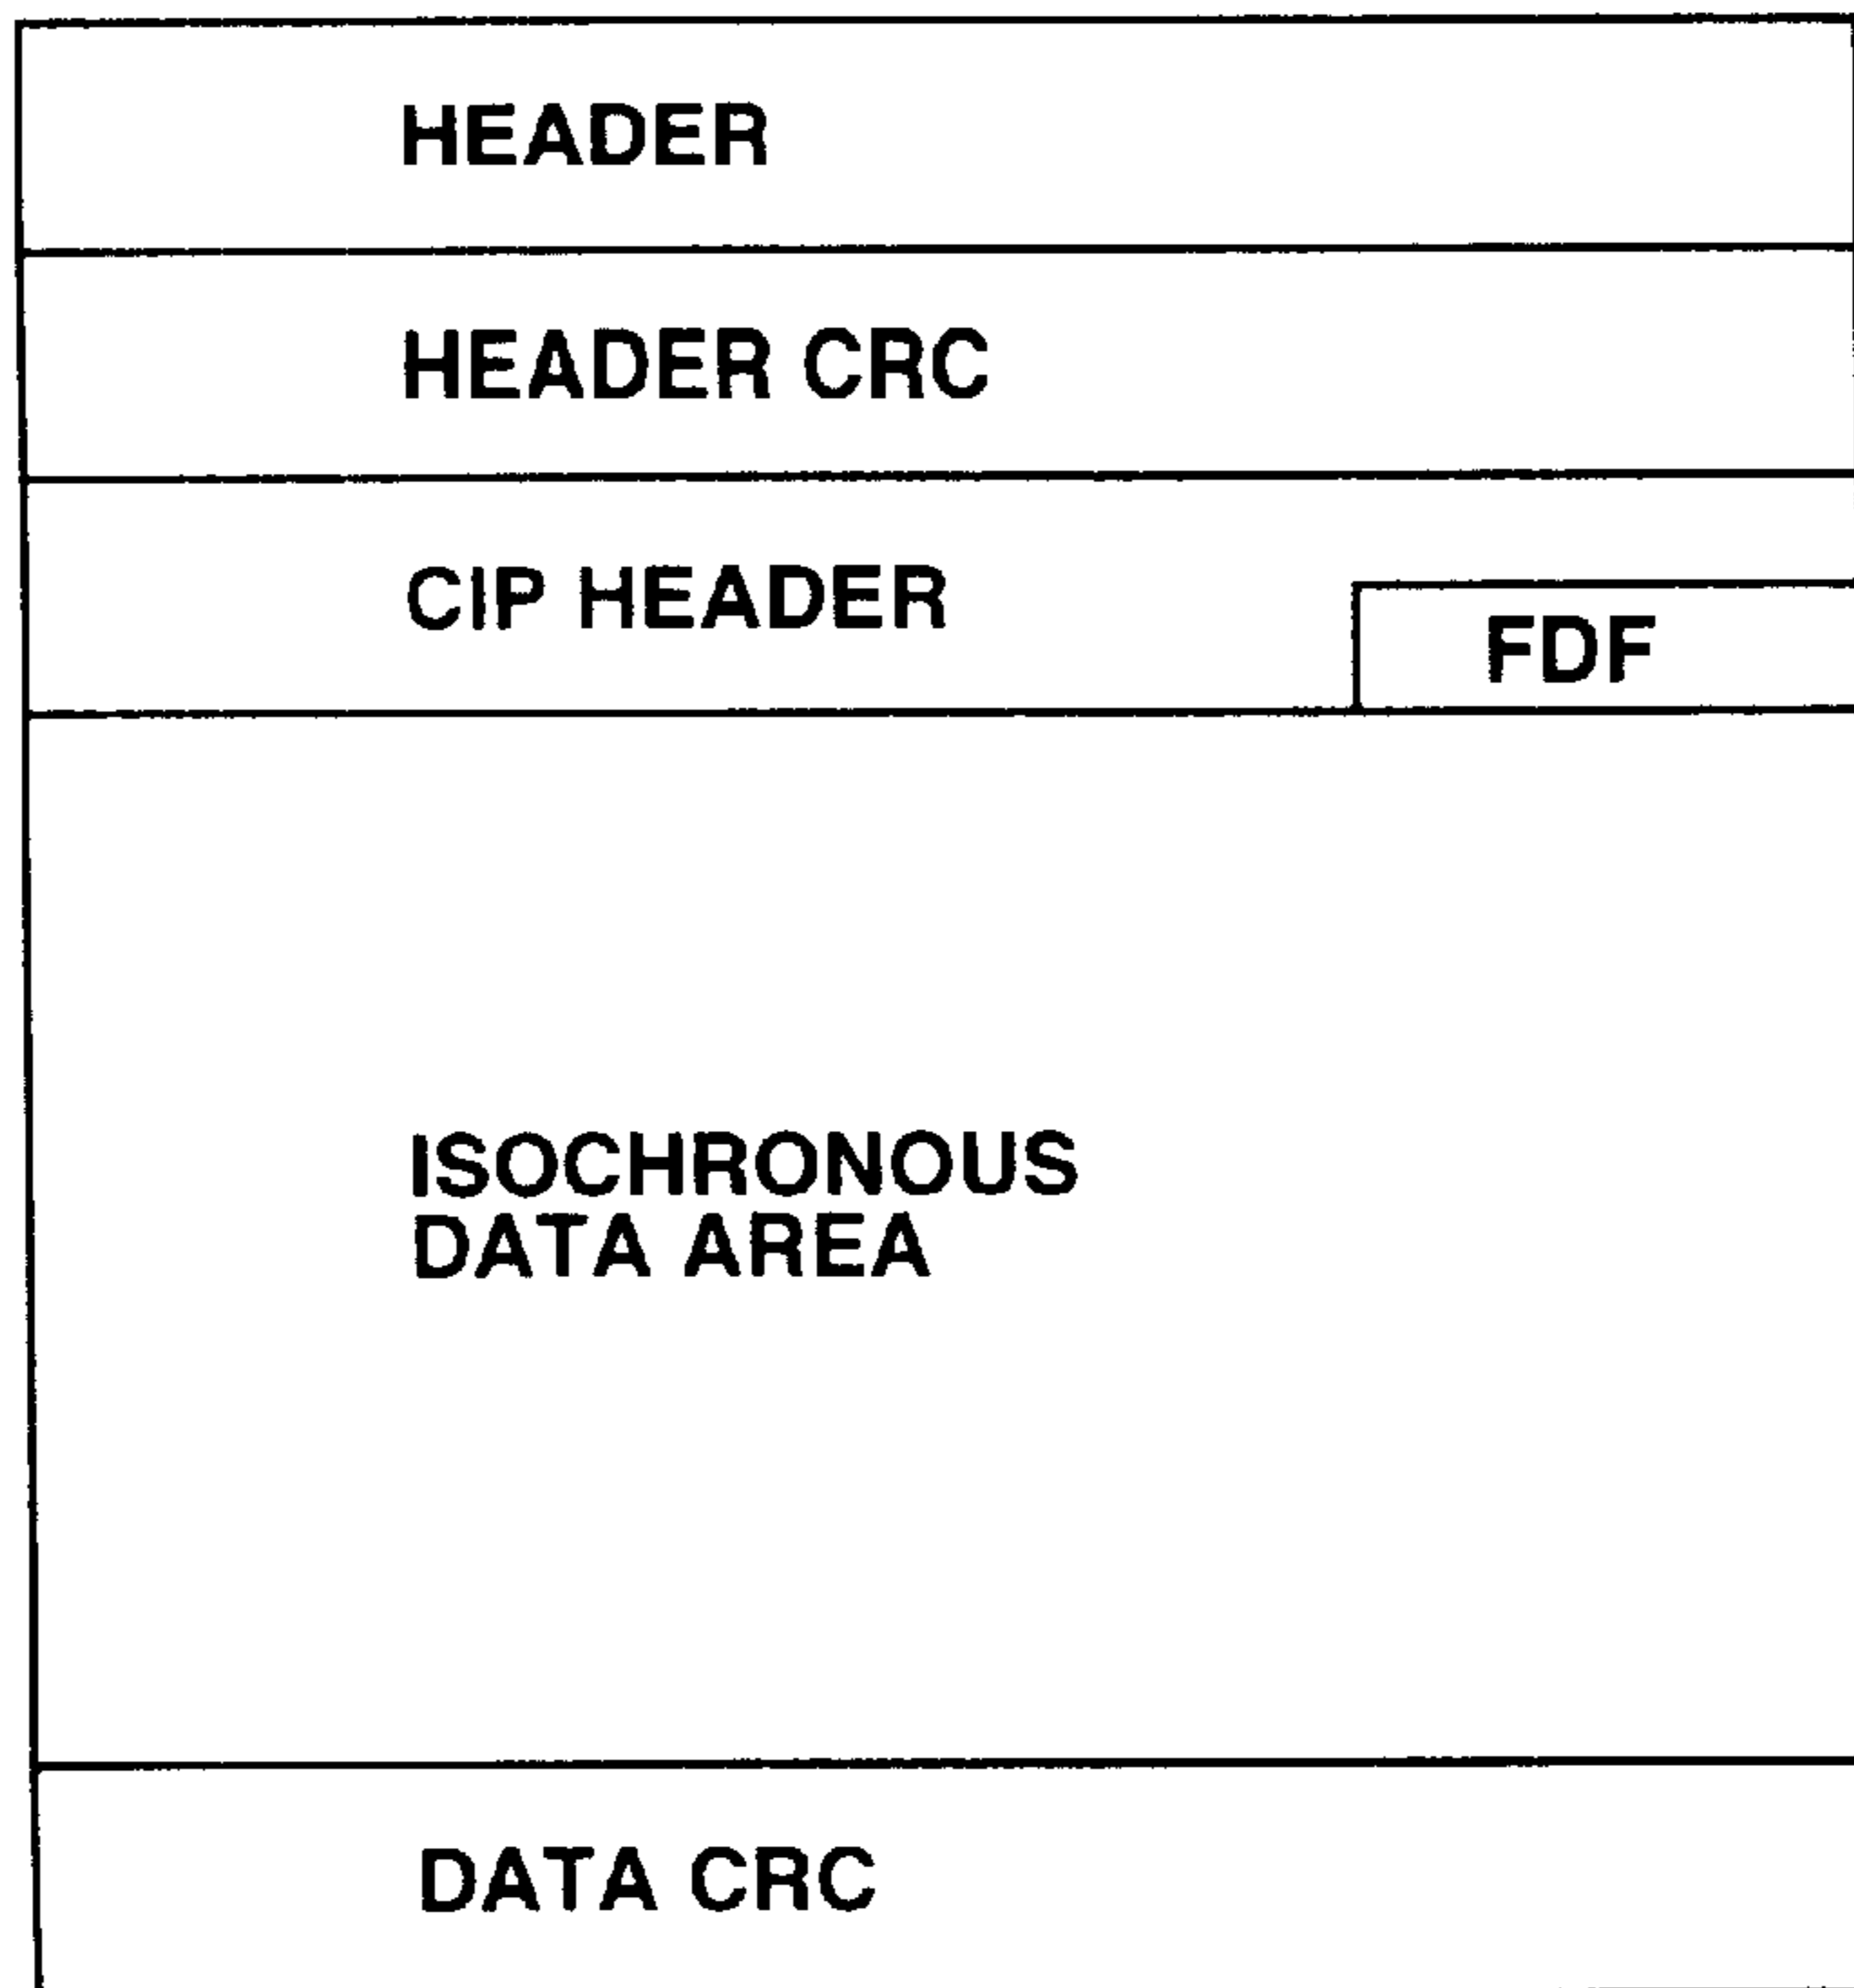 HEADER
HEADER CRC
CIP HEADER
FDF
ISOCHRONOUS
DATA AREA
DATA CRC